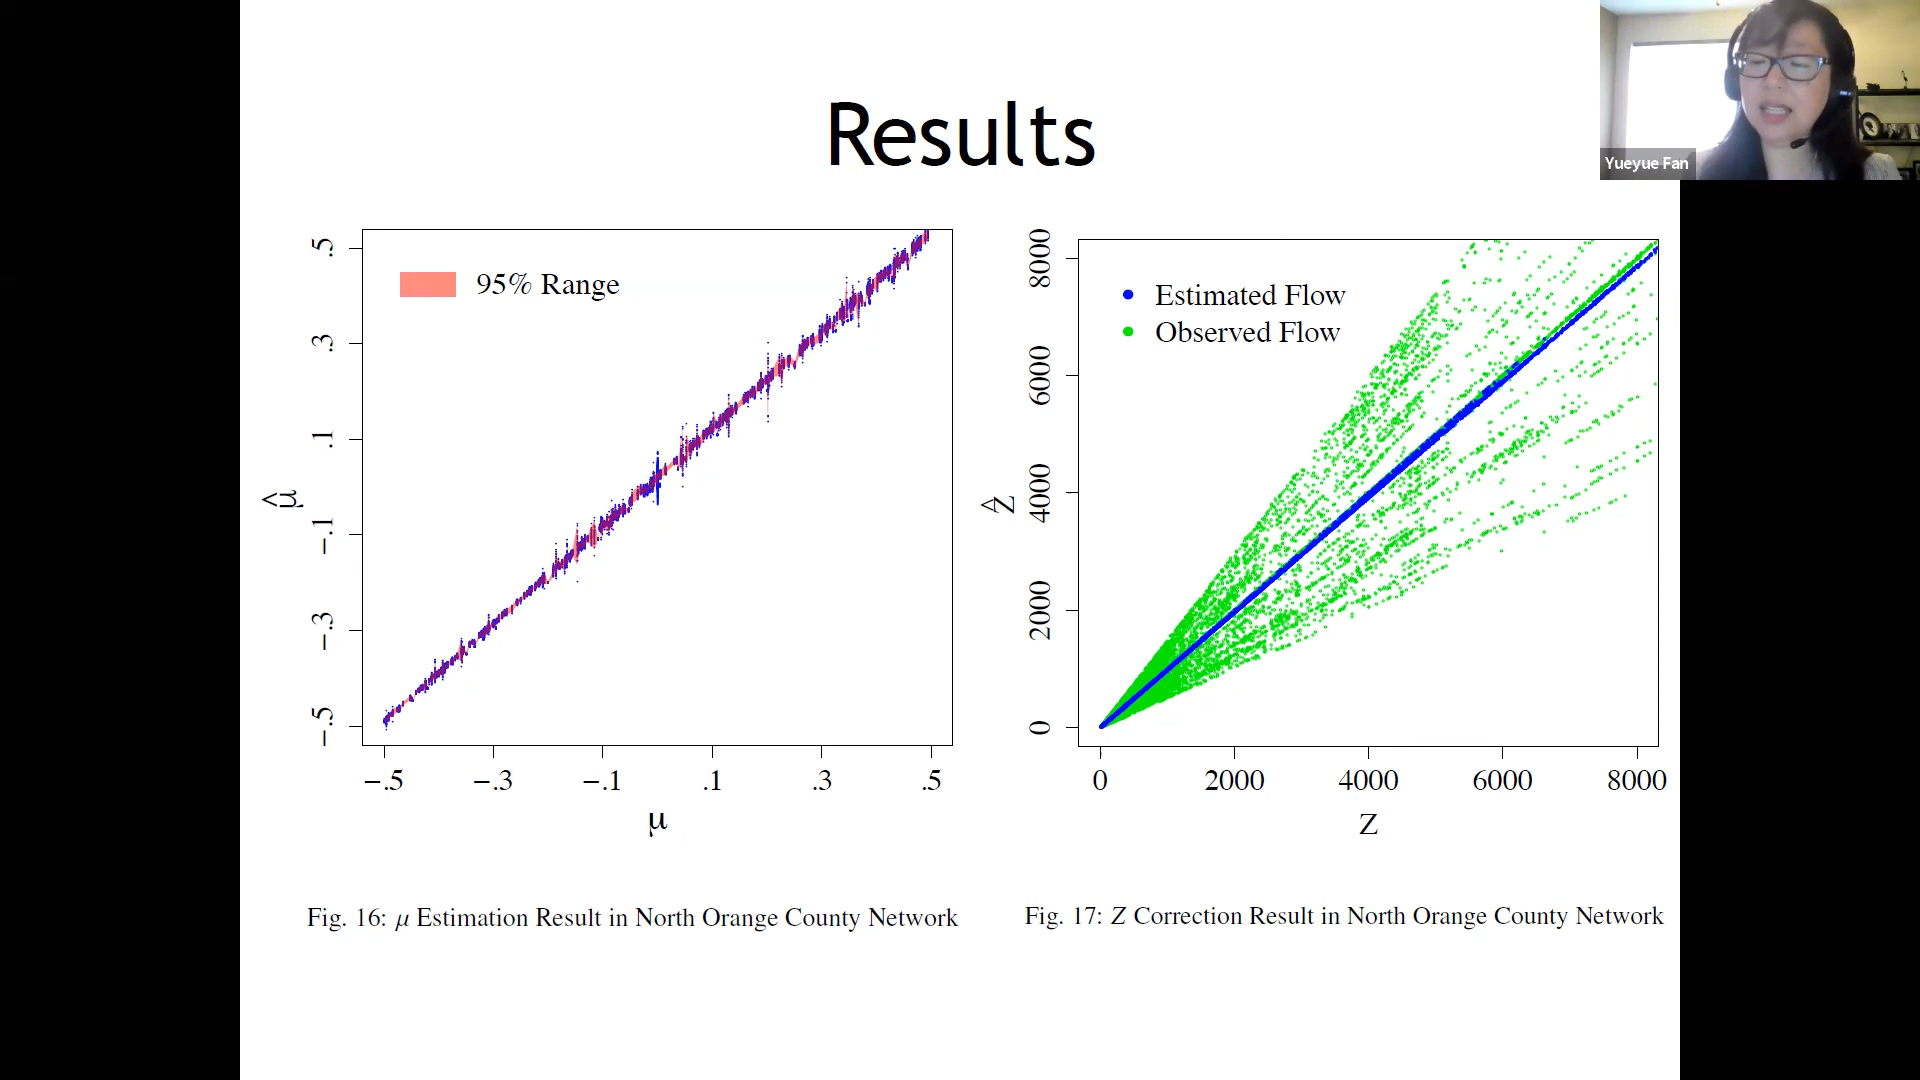 Results
Yueyue Fan
95% Range
.5
.3
.1
−.1
−.3
−.5
μ̂
−.5 −.3 −.1 .1 .3 .5
μ
Estimated Flow
Observed Flow
8000
6000
4000
2000
0
Ẑ
0 2000 4000 6000 8000
Z
Fig. 16: μ Estimation Result in North Orange County Network
Fig. 17: Z Correction Result in North Orange County Network